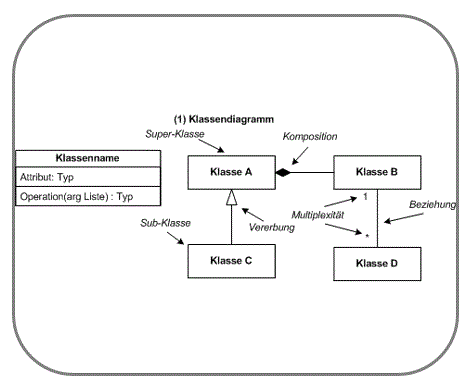 (1) Klassendiagramm
Super-Klasse
Komposition
Klassenname
Attribut: Typ
Operation(arg Liste) : Typ
Klasse A
Klasse B
1
Multiplexität
Beziehung
Sub-Klasse
Vererbung
*
Klasse C
Klasse D